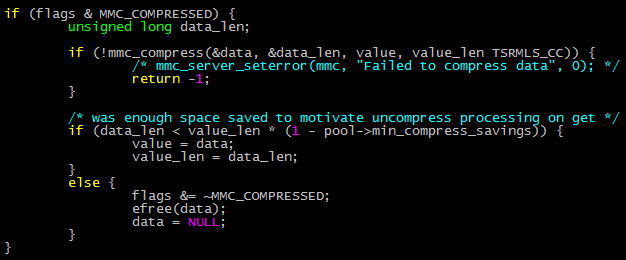 if (flags & MMC_COMPRESSED) {
        unsigned long data_len;

        if (!mmc_compress(&data, &data_len, value, value_len TSRMLS_CC)) {
                /* mmc_server_seterror(mmc, "Failed to compress data", 0); */
                return -1;
        }

        /* was enough space saved to motivate uncompress processing on get */
        if (data_len < value_len * (1 - pool->min_compress_savings)) {
                value = data;
                value_len = data_len;
        }
        else {
                flags &= ~MMC_COMPRESSED;
                efree(data);
                data = NULL;
        }
}